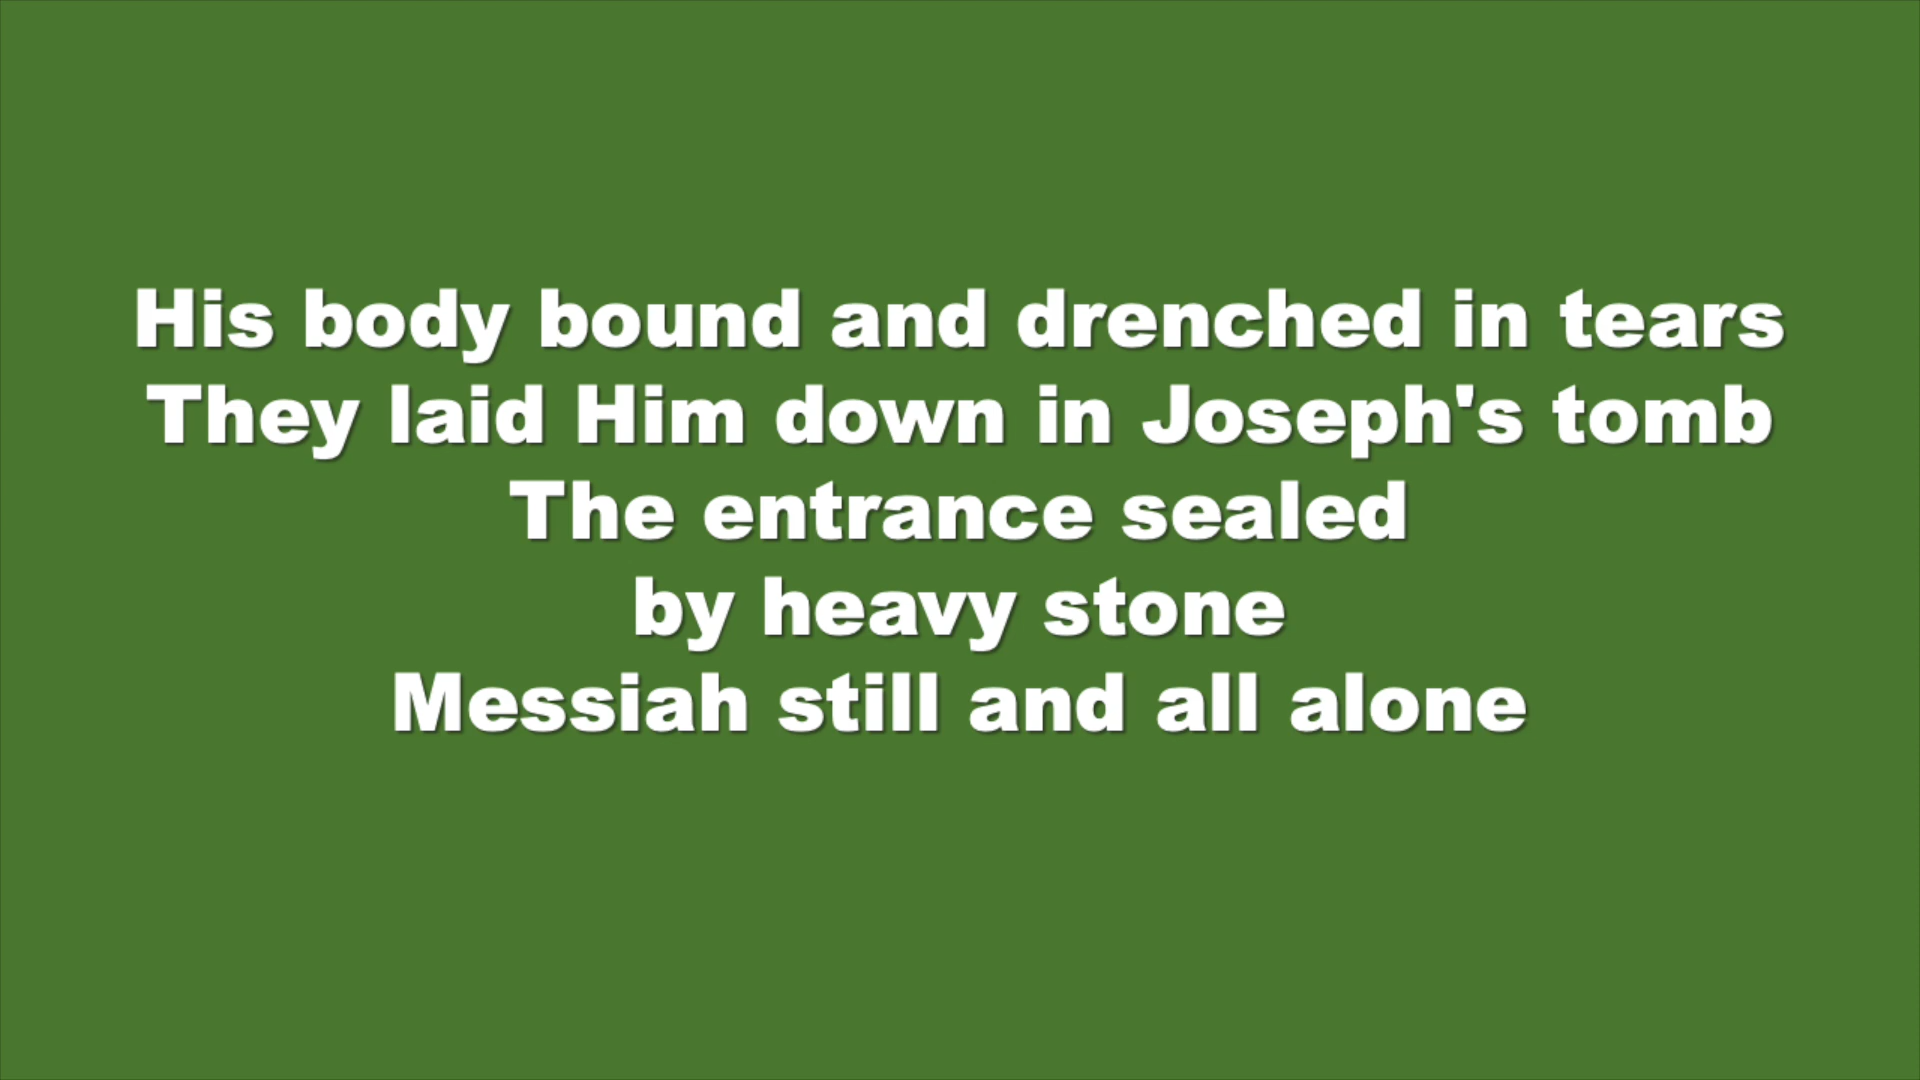 His body bound and drenched in tears
They laid Him down in Joseph's tomb
The entrance sealed
by heavy stone
Messiah still and all alone